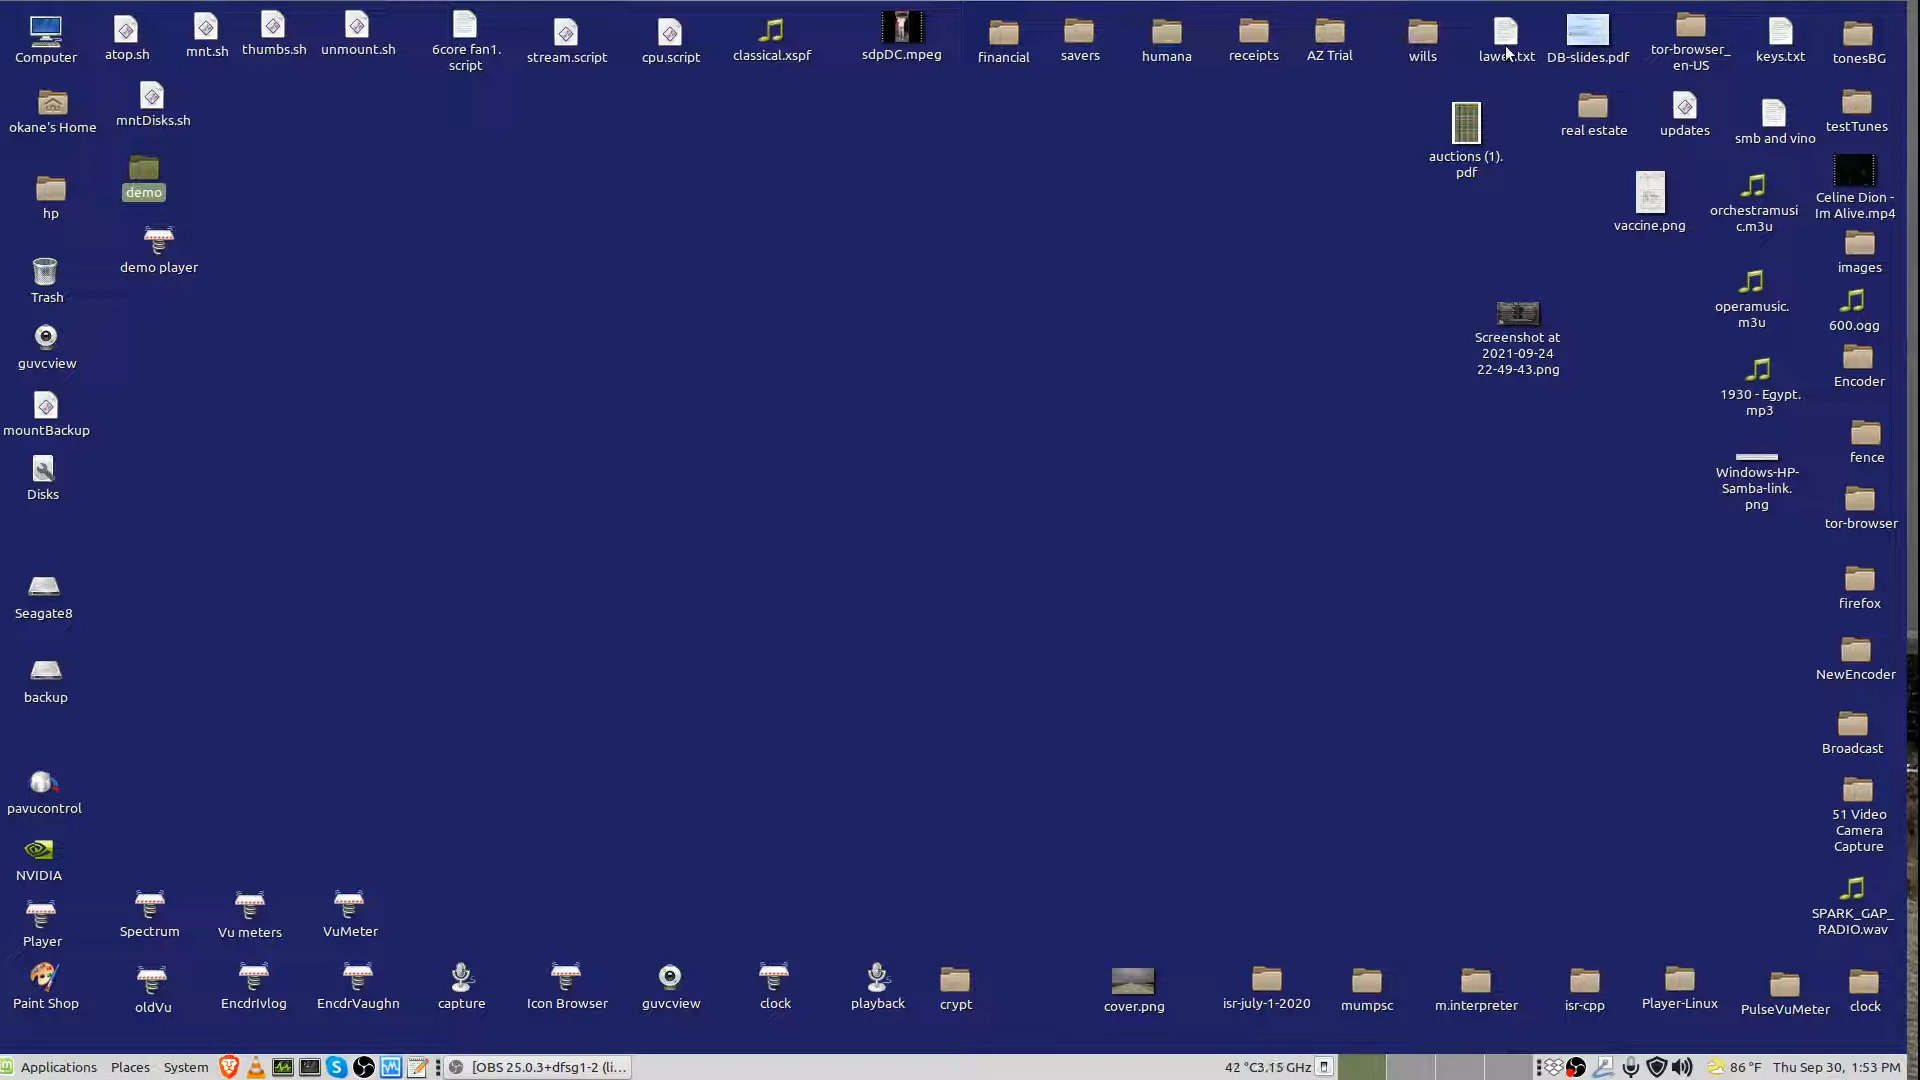 Computer
atop.sh
mnt.sh
thumbs.sh
unmount.sh
6core fan1.
script
stream.script
cpu.script
classical.xspf
sdpDC.mpeg
financial
savers
humana
receipts
AZ Trial
wills
DB-slides.pdf
tor-browser_
en-US
keys.txt
tonesBG
okane's Home
mntDisks.sh
auctions (1).
pdf
real estate
updates
smb and vino
testTunes
hp
demo
vaccine.png
orchestramusi
c.m3u
Celine Dion -
Im Alive.mp4
demo player
images
Trash
operamusic.
m3u
600.ogg
Screenshot at
2021-09-24
22-49-43.png
guvcview
Encoder
1930 - Egypt.
mp3
mountBackup
fence
Windows-HP-
Samba-link.
png
Disks
tor-browser
firefox
Seagate8
NewEncoder
backup
Broadcast
pavucontrol
51 Video
Camera
Capture
NVIDIA
Player
Spectrum
Vu meters
VuMeter
SPARK_GAP_
RADIO.wav
Paint Shop
oldVu
EncdrIvlog
EncdrVaughn
capture
Icon Browser
guvcview
clock
playback
crypt
cover.png
isr-july-1-2020
mumpsc
m.interpreter
isr-cpp
Player-Linux
PulseVuMeter
clock
Applications Places System [OBS 25.0.3+dfsg1-2 (li... 42 °C3.15 GHz 86 °F Thu Sep 30, 1:53 PM